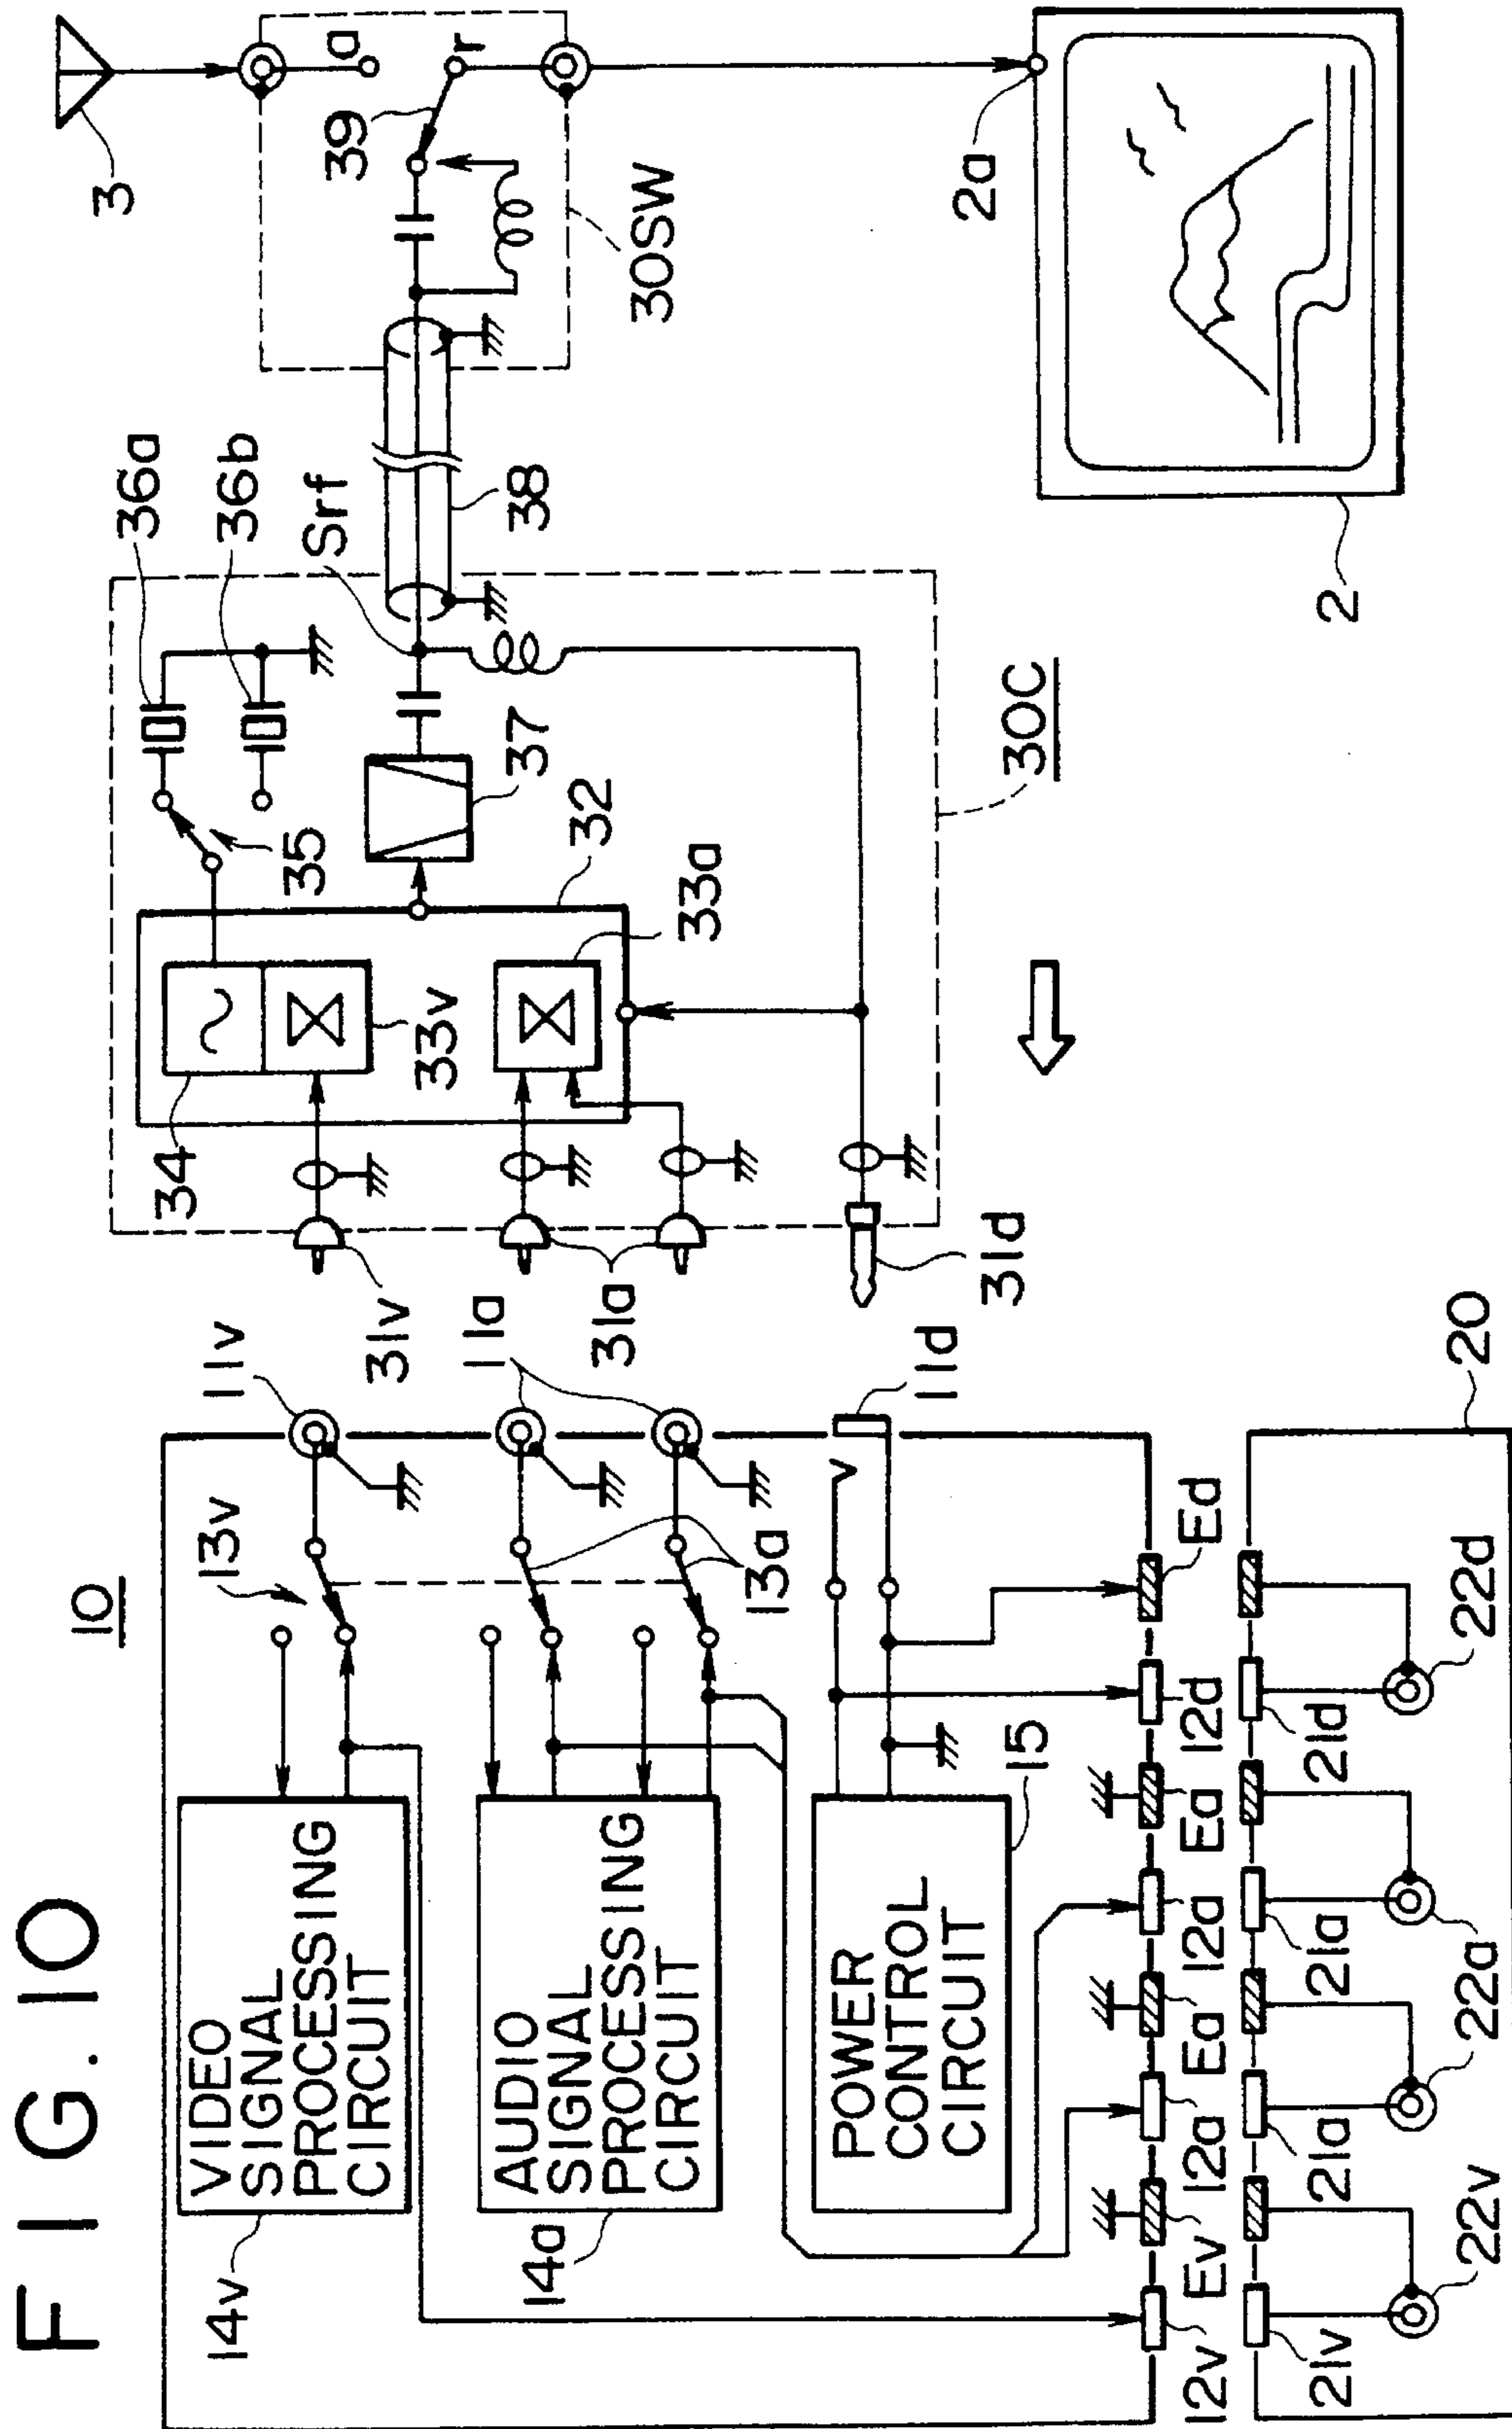 FIG. 10
10
VIDEO
SIGNAL
PROCESSING
CIRCUIT
14v
13v
11v
AUDIO
SIGNAL
PROCESSING
CIRCUIT
14a
13a
11a
POWER
CONTROL
CIRCUIT
15
v
11d
12v
Ev
12a
Ea
12a
Ea
12d
Ed
20
21v
21a
21a
21d
22v
22a
22d
34
33v
35
36a
36b
Srf
31v
31a
31d
33a
32
37
38
30C
3
a
r
39
30SW
2a
2